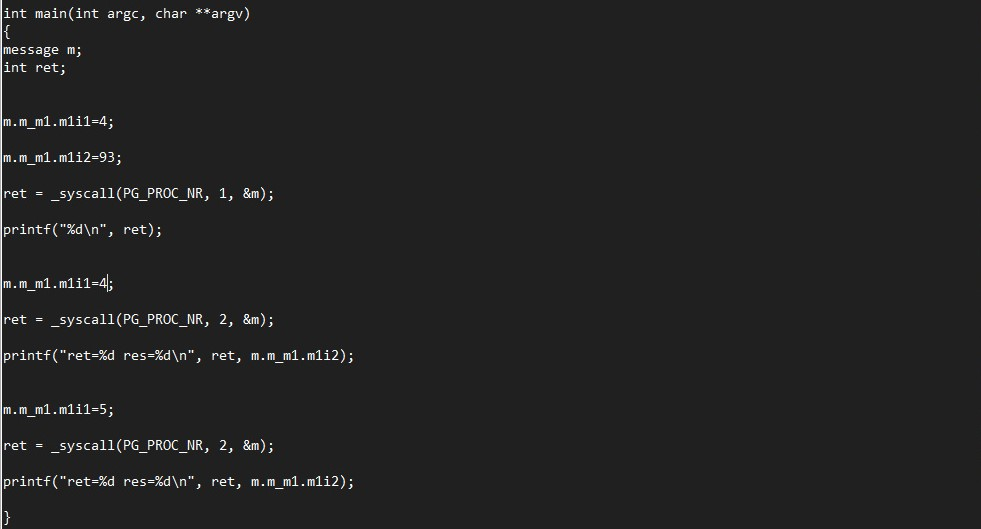 int main(int argc, char **argv)
{
message m;
int ret;
m.m_m1.m1i1=4;
m.m_m1.m1i2=93;
ret = _syscall(PG_PROC_NR, 1, &m);
printf("%d\n", ret);
m.m_m1.m1i1=4;
ret = _syscall(PG_PROC_NR, 2, &m);
printf("ret=%d res=%d\n", ret, m.m_m1.m1i2);
m.m_m1.m1i1=5;
ret = _syscall(PG_PROC_NR, 2, &m);
printf("ret=%d res=%d\n", ret, m.m_m1.m1i2);
}